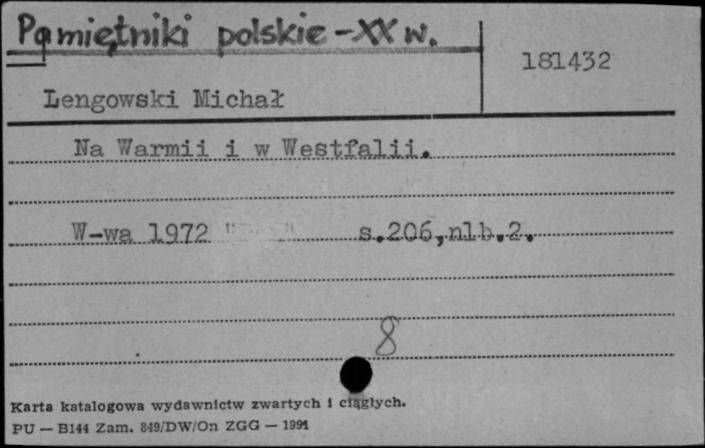 Pamiętniki polskie - XX w.
181432
Lengowski Michał
Na Warmii i w Westfalii.
W-wa 1972 s.206,nlb.2.
8
Karta katalogowa wydawnictw zwartych i ciągłych.
PU — B144 Zam. 849/DW/On ZGG — 1991